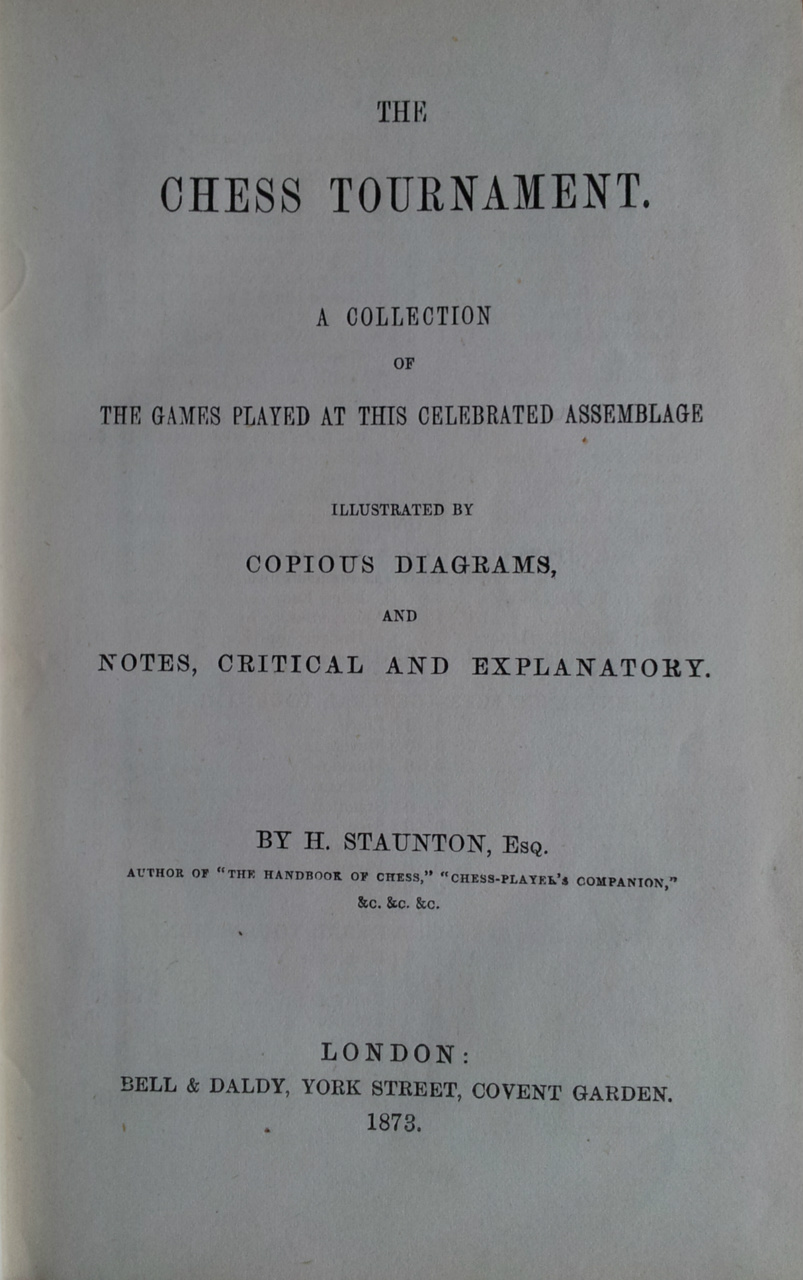 THE
CHESS TOURNAMENT.
A COLLECTION
OF
THE GAMES PLAYED AT THIS CELEBRATED ASSEMBLAGE
ILLUSTRATED BY
COPIOUS DIAGRAMS,
AND
NOTES, CRITICAL AND EXPLANATORY.
BY H. STAUNTON, Esq.
AUTHOR OF "THE HANDBOOK OF CHESS," "CHESS-PLAYER'S COMPANION,"
&c. &c. &c.
LONDON:
BELL & DALDY, YORK STREET, COVENT GARDEN.
1873.